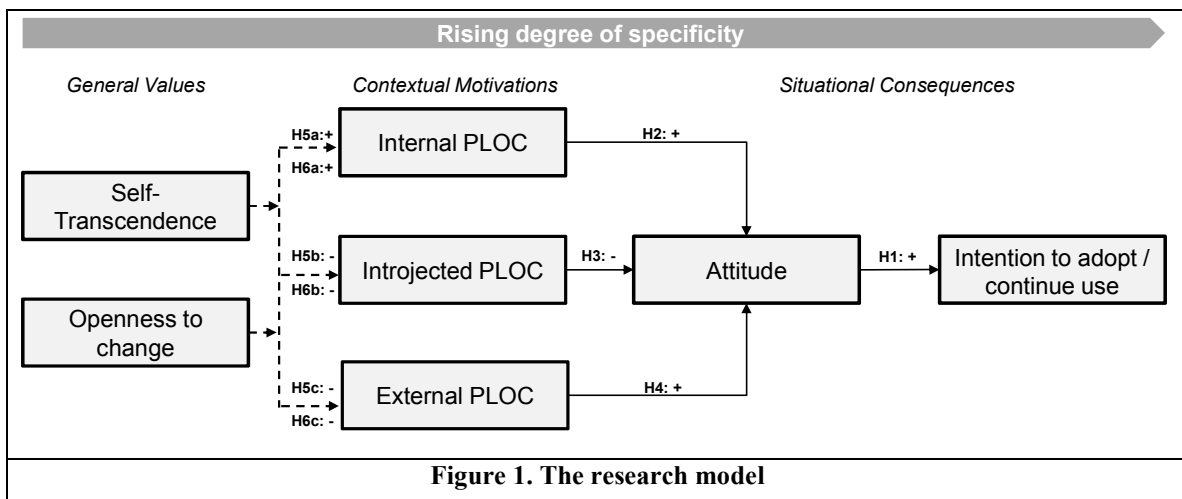 Rising degree of specificity
General Values
Contextual Motivations
Situational Consequences
H5a:+
H6a:+
Internal PLOC
H2: +
Self-
Transcendence
H5b: -
H6b: -
Introjected PLOC
H3: -
Attitude
H1: +
Intention to adopt /
continue use
Openness to
change
H5c: -
H6c: -
External PLOC
H4: +
Figure 1. The research model